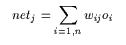 net_j = \sum_{i=1,n} w_{ij} o_i